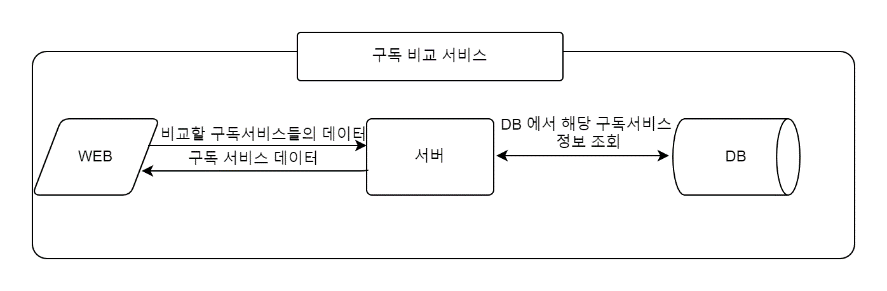 구독 비교 서비스
WEB
비교할 구독서비스들의 데이터
구독 서비스 데이터
서버
DB 에서 해당 구독서비스
정보 조회
DB